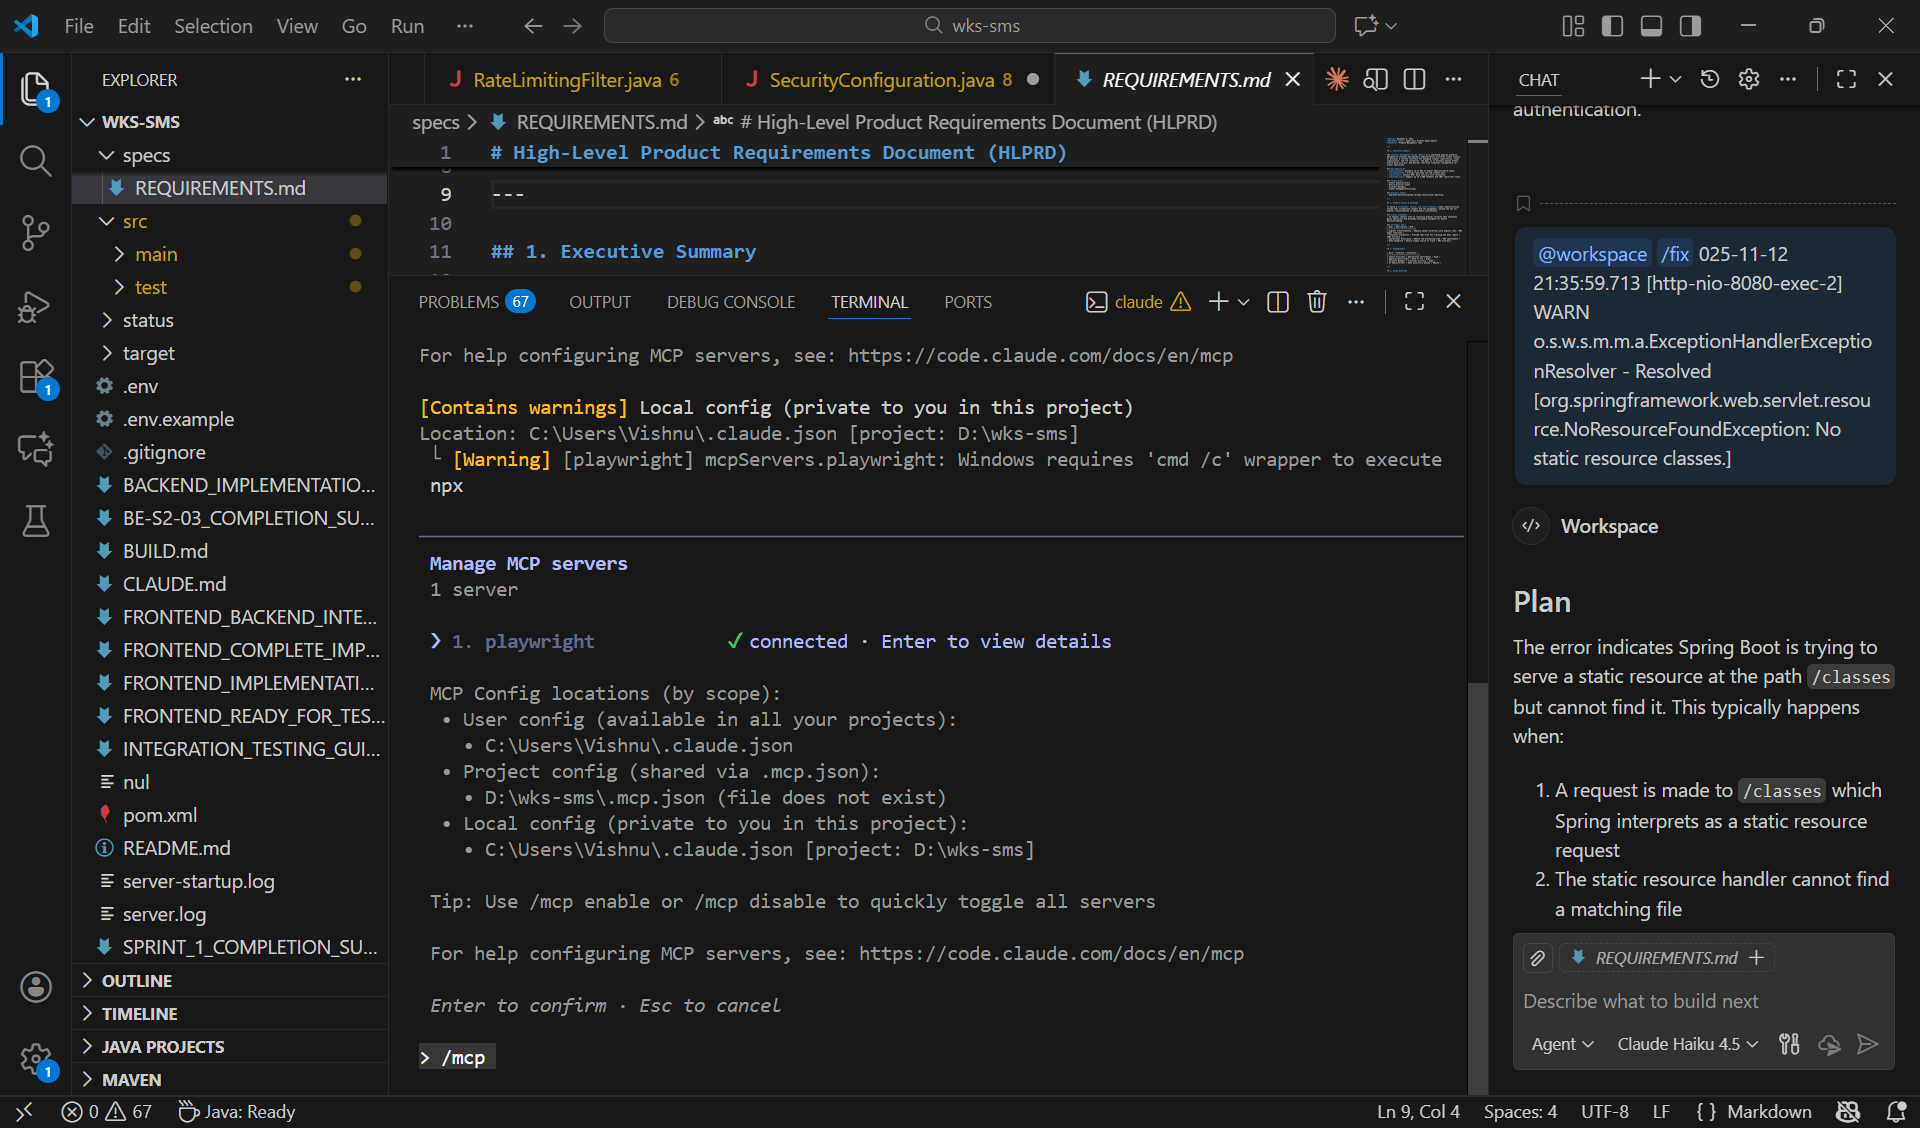 File Edit Selection View Go Run ··· wks-sms
EXPLORER ···
WKS-SMS
specs
REQUIREMENTS.md
src
main
test
status
target
.env
.env.example
.gitignore
BACKEND_IMPLEMENTATIO...
BE-S2-03_COMPLETION_SU...
BUILD.md
CLAUDE.md
FRONTEND_BACKEND_INTE...
FRONTEND_COMPLETE_IMP...
FRONTEND_IMPLEMENTATI...
FRONTEND_READY_FOR_TES...
INTEGRATION_TESTING_GUI...
nul
pom.xml
README.md
server-startup.log
server.log
SPRINT_1_COMPLETION_SU...
OUTLINE
TIMELINE
JAVA PROJECTS
MAVEN
1
1
1
RateLimitingFilter.java 6
SecurityConfiguration.java 8
REQUIREMENTS.md
specs > REQUIREMENTS.md > abc # High-Level Product Requirements Document (HLPRD)
1 # High-Level Product Requirements Document (HLPRD)
9 ---
10
11 ## 1. Executive Summary
PROBLEMS 67 OUTPUT DEBUG CONSOLE TERMINAL PORTS claude
For help configuring MCP servers, see: https://code.claude.com/docs/en/mcp
[Contains warnings] Local config (private to you in this project)
Location: C:\Users\Vishnu\.claude.json [project: D:\wks-sms]
└ [Warning] [playwright] mcpServers.playwright: Windows requires 'cmd /c' wrapper to execute
npx
Manage MCP servers
1 server
❯ 1. playwright ✓ connected · Enter to view details
MCP Config locations (by scope):
• User config (available in all your projects):
• C:\Users\Vishnu\.claude.json
• Project config (shared via .mcp.json):
• D:\wks-sms\.mcp.json (file does not exist)
• Local config (private to you in this project):
• C:\Users\Vishnu\.claude.json [project: D:\wks-sms]
Tip: Use /mcp enable or /mcp disable to quickly toggle all servers
For help configuring MCP servers, see: https://code.claude.com/docs/en/mcp
Enter to confirm · Esc to cancel
> /mcp
CHAT
authentication.
@workspace /fix 025-11-12
21:35:59.713 [http-nio-8080-exec-2]
WARN
o.s.w.s.m.m.a.ExceptionHandlerExceptio
nResolver - Resolved
[org.springframework.web.servlet.resou
rce.NoResourceFoundException: No
static resource classes.]
Workspace
Plan
The error indicates Spring Boot is trying to
serve a static resource at the path /classes
but cannot find it. This typically happens
when:
1. A request is made to /classes which
Spring interprets as a static resource
request
2. The static resource handler cannot find
a matching file
REQUIREMENTS.md +
Describe what to build next
Agent Claude Haiku 4.5
0 67 Java: Ready Ln 9, Col 4 Spaces: 4 UTF-8 LF { } Markdown